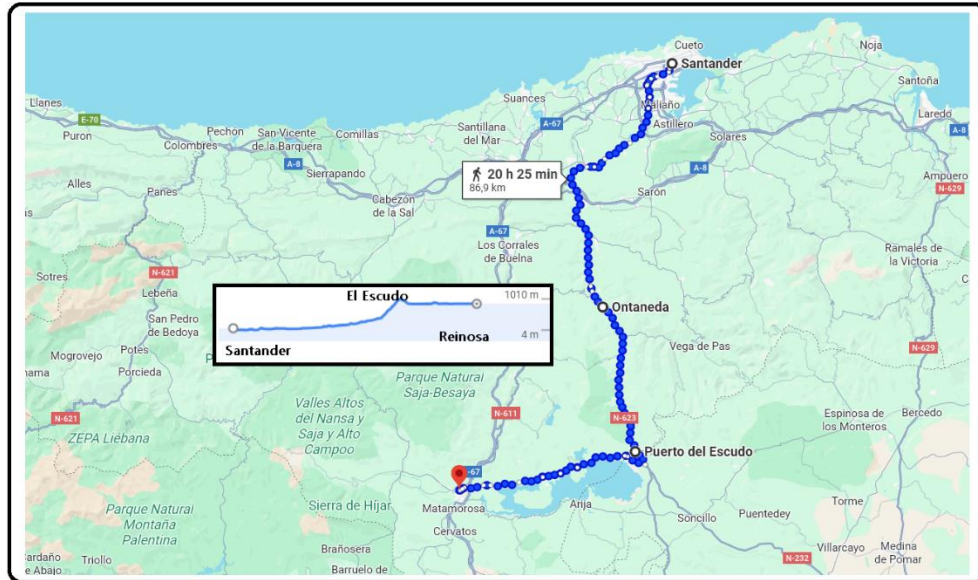 Cueto
Noja
Santander
Santoña
Llanes
E-70
Puron
Pechón
San-Vicente
de la Barquera
Comillas
Suances
A-67
Maliaño
Astillero
Laredo
Colombres
A-8
Santillana
del Mar
Solares
Serrapando
Alles
Panes
Cabezón
de la Sal
20 h 25 min
86,9 km
Sarón
A-8
Ampuero
N-629
A-67
Los Corrales
de Buelna
Ramales de
la Victoria
Sotres
N-621
Lebeña
San Pedro
de Bedoya
El Escudo
1010 m
4 m
Reinosa
Santander
Ontaneda
Mogrovejo
Potes
Porcieda
Vega de Pas
N-629
Parque Natural
Saja-Besaya
N-621
ZEPA Liébana
Valles Altos
del Nansa y
Saja y Alto
Campoo
N-611
N-623
Espinosa de
los Monteros
Bercedo
Puerto del Escudo
-67
Matamorosa
Parque Natural
Montaña
Palentina
Sierra de Híjar
Cervatos
Arija
Soncillo
Puentedey
Torme
Cardaño
de Abajo
Triollo
Brañosera
Barruelo de
N-232
Villarcayo
Medina
de Pomar